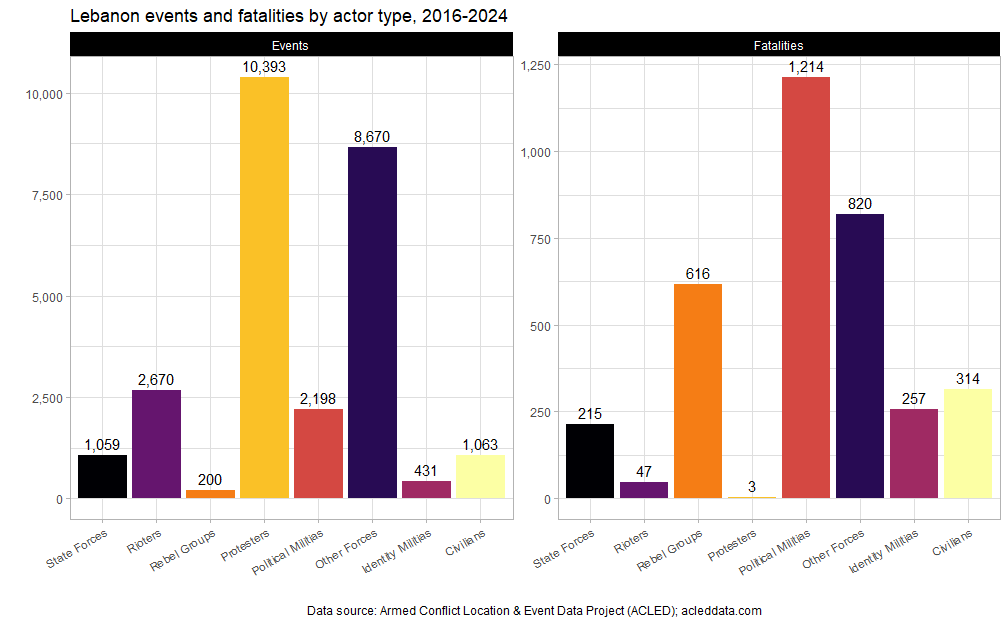 Lebanon events and fatalities by actor type, 2016-2024
Events
10,000
7,500
5,000
2,500
0
1,059
2,670
200
10,393
2,198
8,670
431
1,063
State Forces
Rioters
Rebel Groups
Protesters
Political Militias
Other Forces
Identity Militias
Civilians
Fatalities
1,250
1,000
750
500
250
0
215
47
616
3
1,214
820
257
314
State Forces
Rioters
Rebel Groups
Protesters
Political Militias
Other Forces
Identity Militias
Civilians
Data source: Armed Conflict Location & Event Data Project (ACLED); acleddata.com